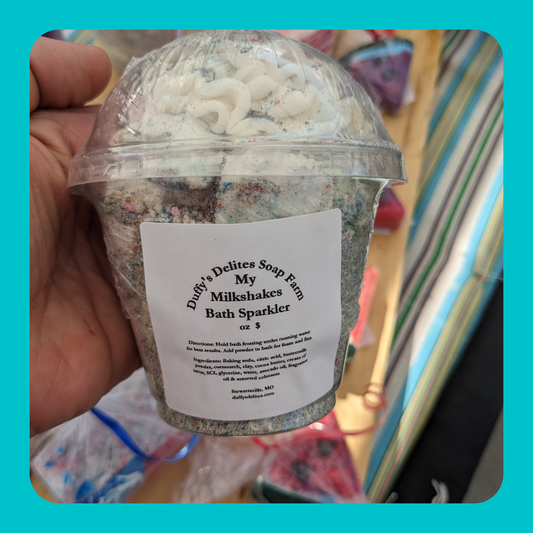 Duffy's Delites Soap Farm
My
Milkshakes
Bath Sparkler
oz $
Directions: Hold bath frosting under running water
for best results. Add powder to bath for foam and fizz
Ingredients: Baking soda, citric acid, buttermilk
powder, cornstarch, clay, cocoa butter, cream of
tartar, SCI, glycerine, water, avocado oil, fragrance
oil & assorted colorants
Stewartsville, MO
duffysdelites.com